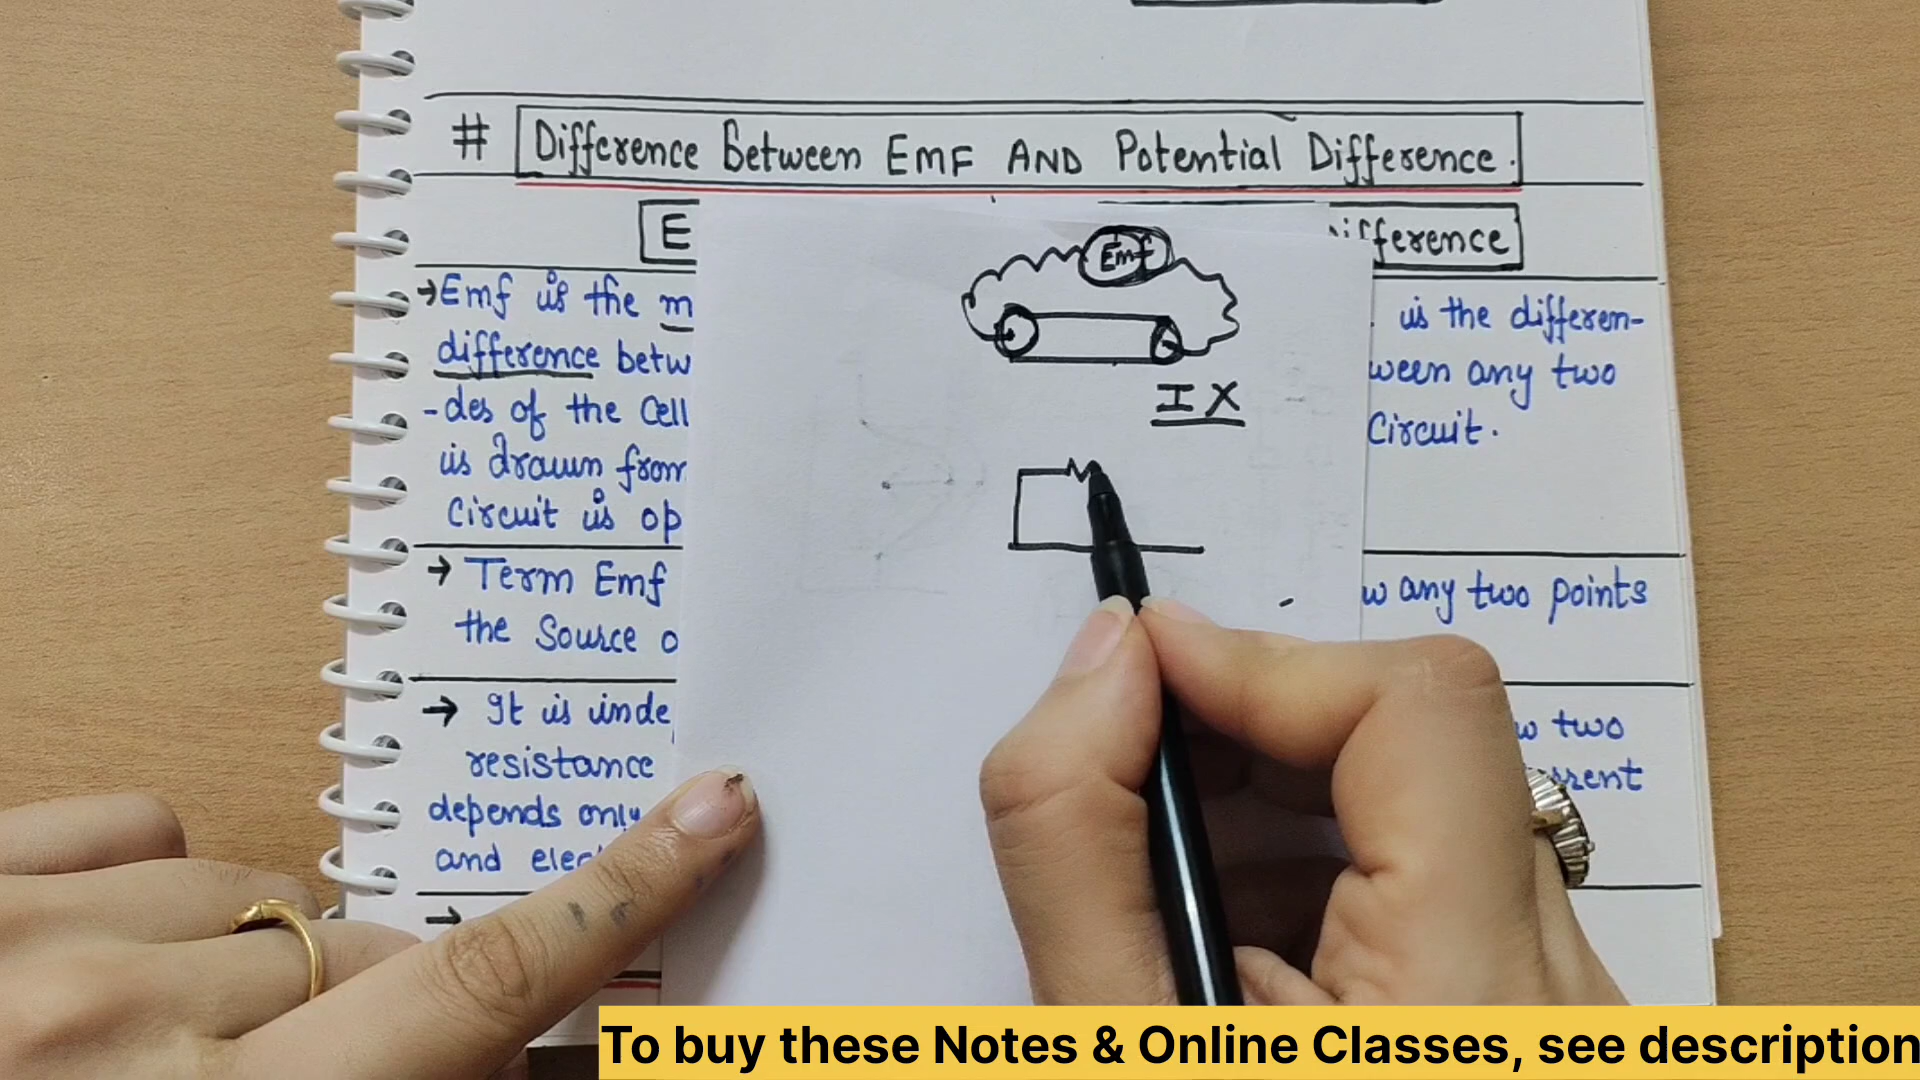 # Difference between EMF AND Potential Difference.
E
ifference
→ Emf is the m
difference betw
-des of the Cell
is drawn from
Circuit is op
is the differen-
ween any two
Circuit.
Emf
I X
→ Term Emf
the Source o
w any two points
→ It is inde
resistance
depends only
and elec
w two
rrent
→
To buy these Notes & Online Classes, see description